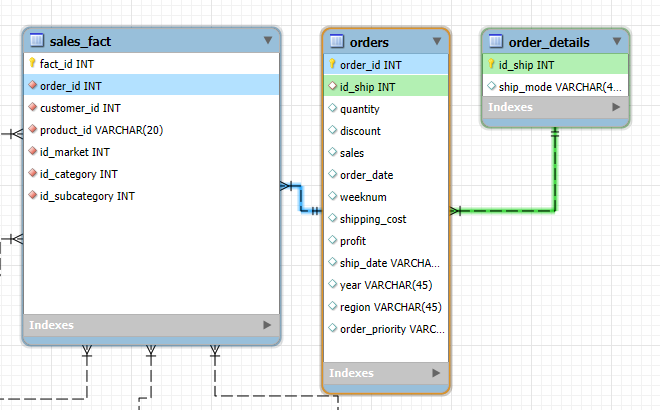 sales_fact
fact_id INT
order_id INT
customer_id INT
product_id VARCHAR(20)
id_market INT
id_category INT
id_subcategory INT
Indexes
orders
order_id INT
id_ship INT
quantity
discount
sales
order_date
weeknum
shipping_cost
profit
ship_date VARCHA...
year VARCHAR(45)
region VARCHAR(45)
order_priority VARC...
Indexes
order_details
id_ship INT
ship_mode VARCHAR(4...
Indexes